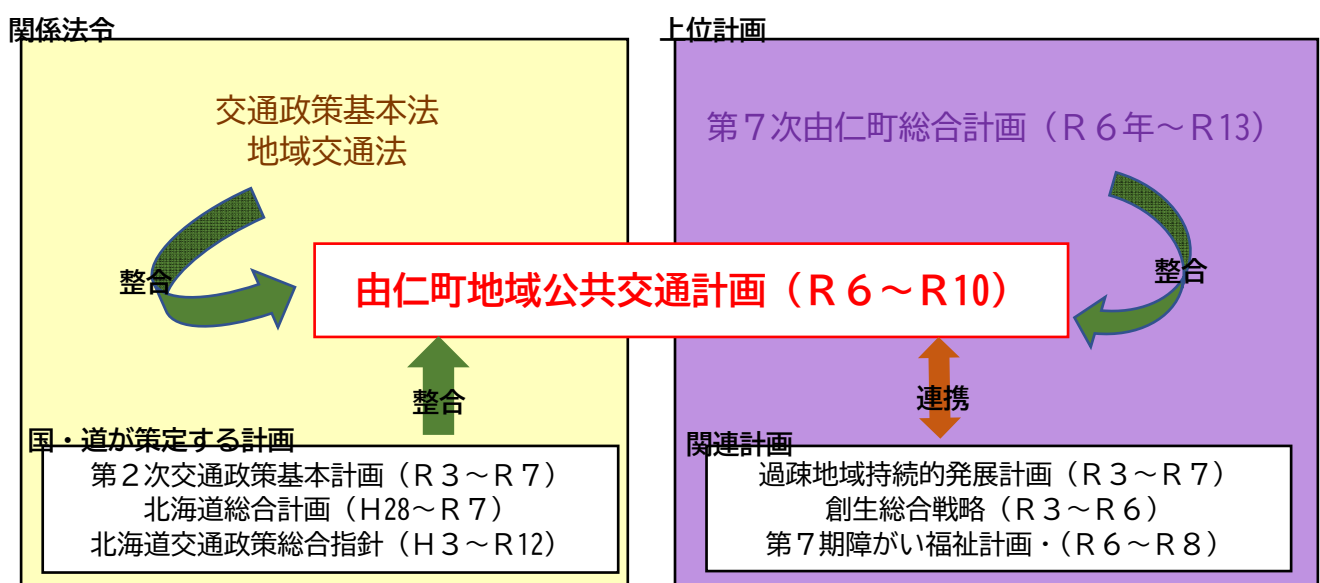 関係法令
交通政策基本法
地域交通法
整合
上位計画
第７次由仁町総合計画（Ｒ６年～Ｒ13）
整合
由仁町地域公共交通計画（Ｒ６～Ｒ10）
整合
国・道が策定する計画
第２次交通政策基本計画（Ｒ３～Ｒ７）
北海道総合計画（H28～Ｒ７）
北海道交通政策総合指針（Ｈ３～Ｒ12）
連携
関連計画
過疎地域持続的発展計画（Ｒ３～Ｒ７）
創生総合戦略（Ｒ３～Ｒ６）
第７期障がい福祉計画・（Ｒ６～Ｒ８）